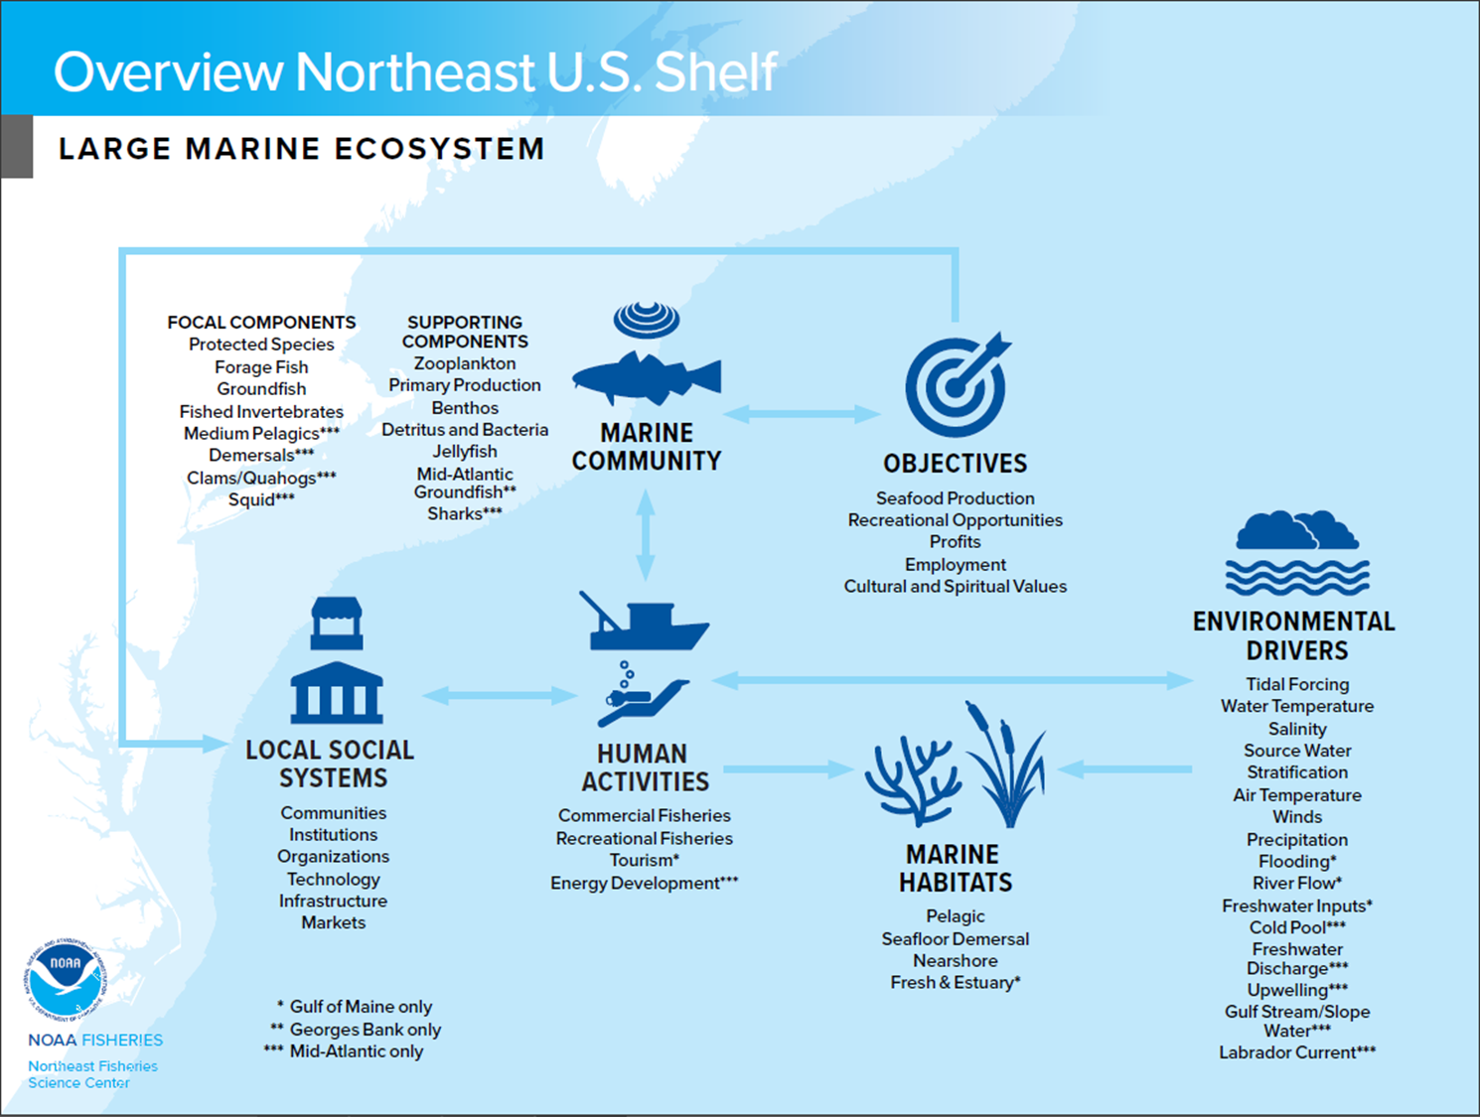 Overview Northeast U.S. Shelf
LARGE MARINE ECOSYSTEM
FOCAL COMPONENTS
Protected Species
Forage Fish
Groundfish
Fished Invertebrates
Medium Pelagics***
Demersals***
Clams/Quahogs***
Squid***
SUPPORTING
COMPONENTS
Zooplankton
Primary Production
Benthos
Detritus and Bacteria
Jellyfish
Mid-Atlantic
Groundfish**
Sharks***
MARINE
COMMUNITY
OBJECTIVES
Seafood Production
Recreational Opportunities
Profits
Employment
Cultural and Spiritual Values
ENVIRONMENTAL
DRIVERS
Tidal Forcing
Water Temperature
Salinity
Source Water
Stratification
Air Temperature
Winds
Precipitation
Flooding*
River Flow*
Freshwater Inputs*
Cold Pool***
Freshwater
Discharge***
Upwelling***
Gulf Stream/Slope
Water***
Labrador Current***
LOCAL SOCIAL
SYSTEMS
Communities
Institutions
Organizations
Technology
Infrastructure
Markets
HUMAN
ACTIVITIES
Commercial Fisheries
Recreational Fisheries
Tourism*
Energy Development***
MARINE
HABITATS
Pelagic
Seafloor Demersal
Nearshore
Fresh & Estuary*
* Gulf of Maine only
** Georges Bank only
*** Mid-Atlantic only
NOAA
NOAA FISHERIES
Northeast Fisheries
Science Center